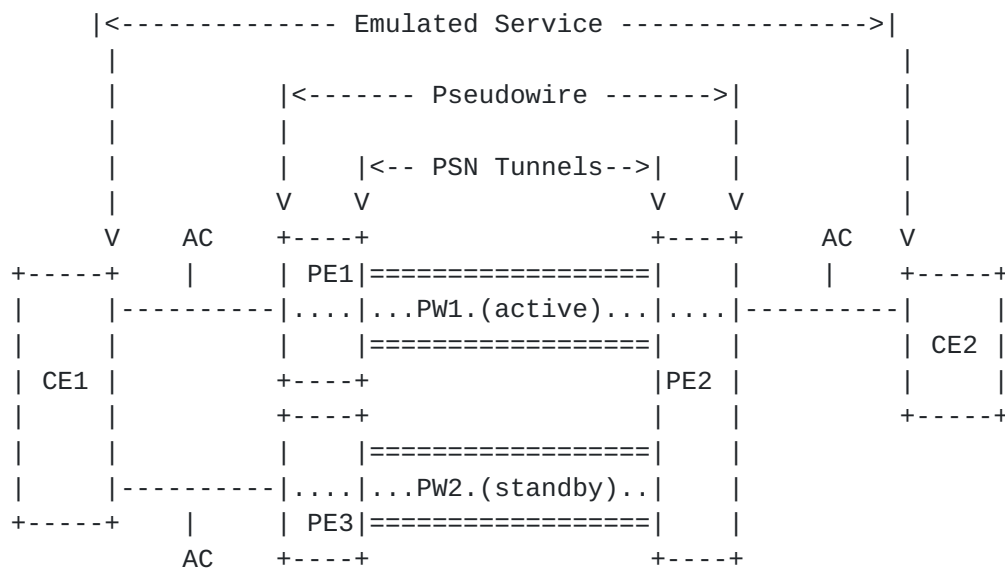 |<-------------- Emulated Service ---------------->|
|                                                  |
|          |<------- Pseudowire ------->|          |
|          |                            |          |
|          |    |<-- PSN Tunnels-->|    |          |
|          V    V                  V    V          |
V    AC    +----+                  +----+     AC   V
+-----+    |     | PE1|==================|    |     |    +-----+
|     |----------|....|...PW1.(active)...|....|----------|     |
|     |          |    |==================|    |          | CE2 |
| CE1 |          +----+                  |PE2 |          |     |
|     |          +----+                  |    |          +-----+
|     |          |    |==================|    |
|     |----------|....|...PW2.(standby)..|    |
+-----+    |     | PE3|==================|    |
AC    +----+                  +----+